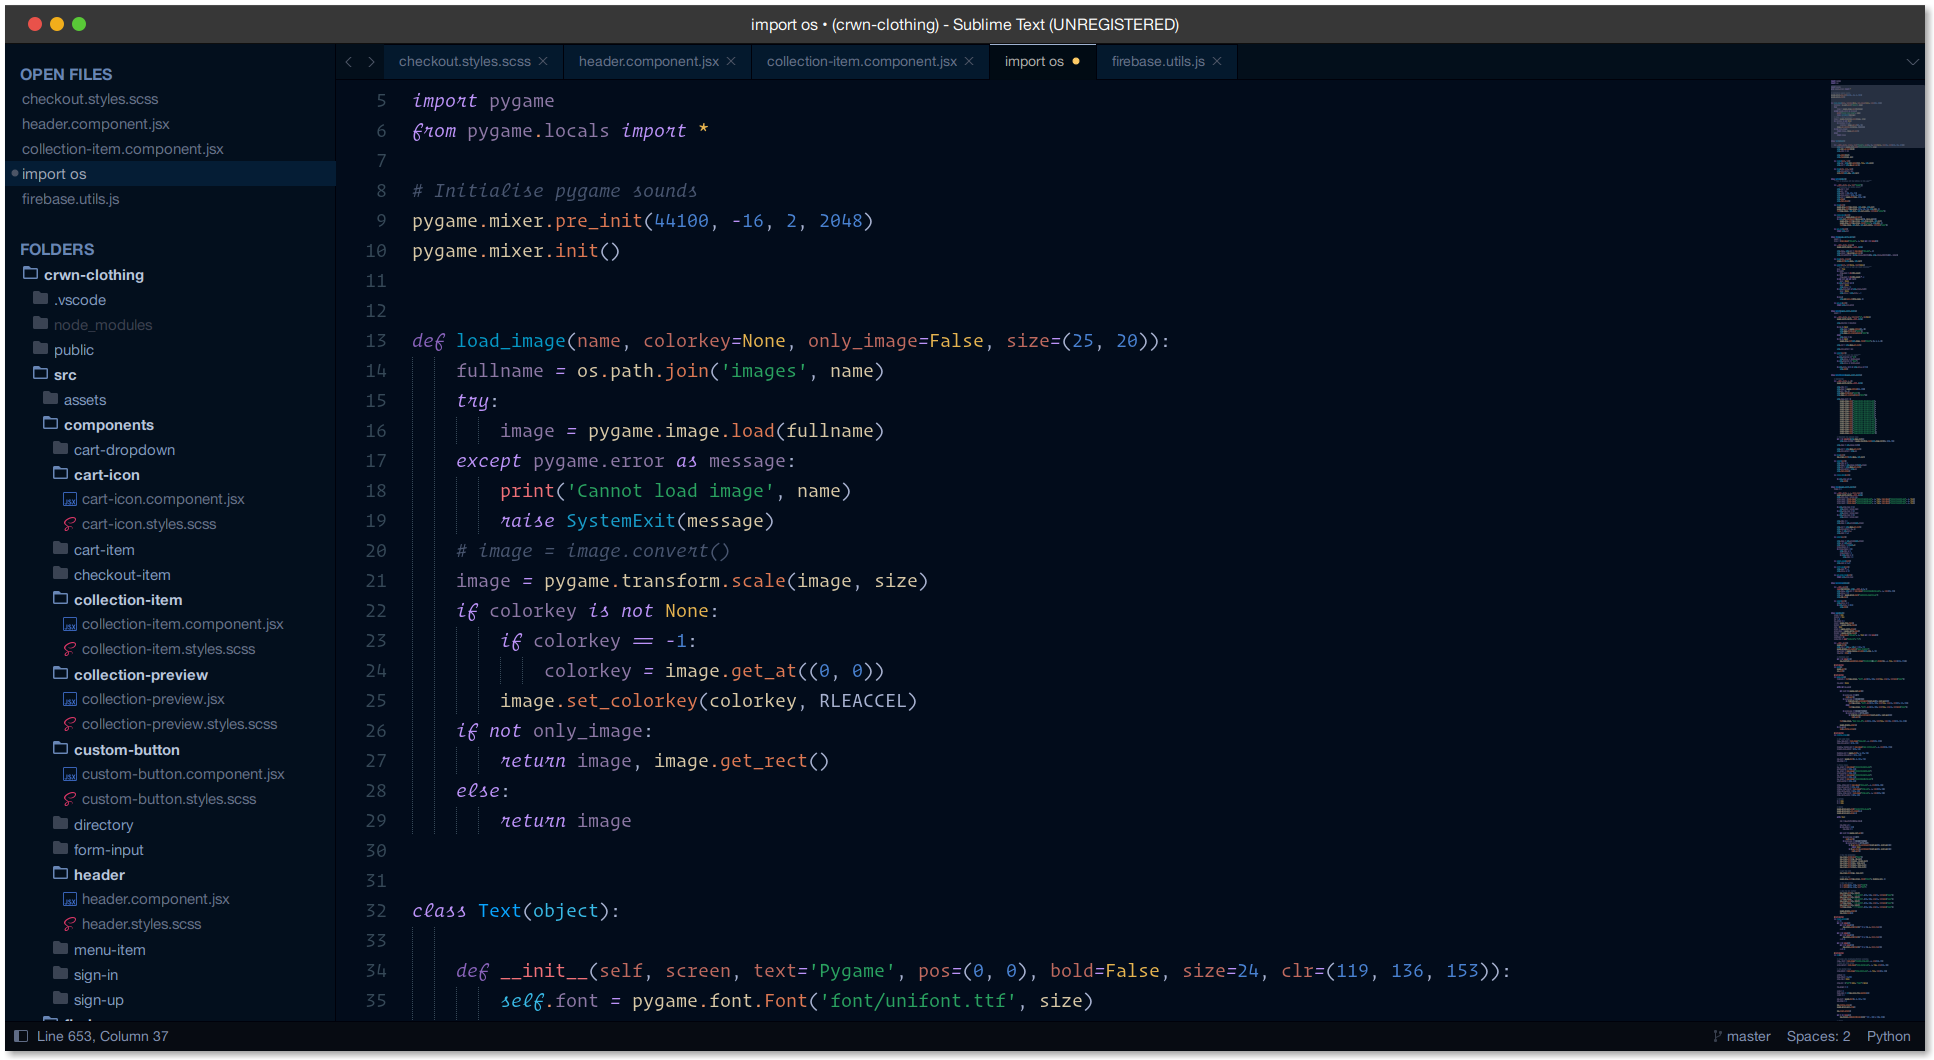 import os • (crwn-clothing) - Sublime Text (UNREGISTERED)
OPEN FILES
checkout.styles.scss
header.component.jsx
collection-item.component.jsx
import os
firebase.utils.js
FOLDERS
crwn-clothing
.vscode
node_modules
public
src
assets
components
cart-dropdown
cart-icon
cart-icon.component.jsx
cart-icon.styles.scss
cart-item
checkout-item
collection-item
collection-item.component.jsx
collection-item.styles.scss
collection-preview
collection-preview.jsx
collection-preview.styles.scss
custom-button
custom-button.component.jsx
custom-button.styles.scss
directory
form-input
header
header.component.jsx
header.styles.scss
menu-item
sign-in
sign-up
checkout.styles.scss × header.component.jsx × collection-item.component.jsx × import os • firebase.utils.js ×
5 import pygame
6 from pygame.locals import *
7
8 # Initialise pygame sounds
9 pygame.mixer.pre_init(44100, -16, 2, 2048)
10 pygame.mixer.init()
11
12
13 def load_image(name, colorkey=None, only_image=False, size=(25, 20)):
14 fullname = os.path.join('images', name)
15 try:
16 image = pygame.image.load(fullname)
17 except pygame.error as message:
18 print('Cannot load image', name)
19 raise SystemExit(message)
20 # image = image.convert()
21 image = pygame.transform.scale(image, size)
22 if colorkey is not None:
23 if colorkey == -1:
24 colorkey = image.get_at((0, 0))
25 image.set_colorkey(colorkey, RLEACCEL)
26 if not only_image:
27 return image, image.get_rect()
28 else:
29 return image
30
31
32 class Text(object):
33
34 def __init__(self, screen, text='Pygame', pos=(0, 0), bold=False, size=24, clr=(119, 136, 153)):
35 self.font = pygame.font.Font('font/unifont.ttf', size)
Line 653, Column 37
master Spaces: 2 Python